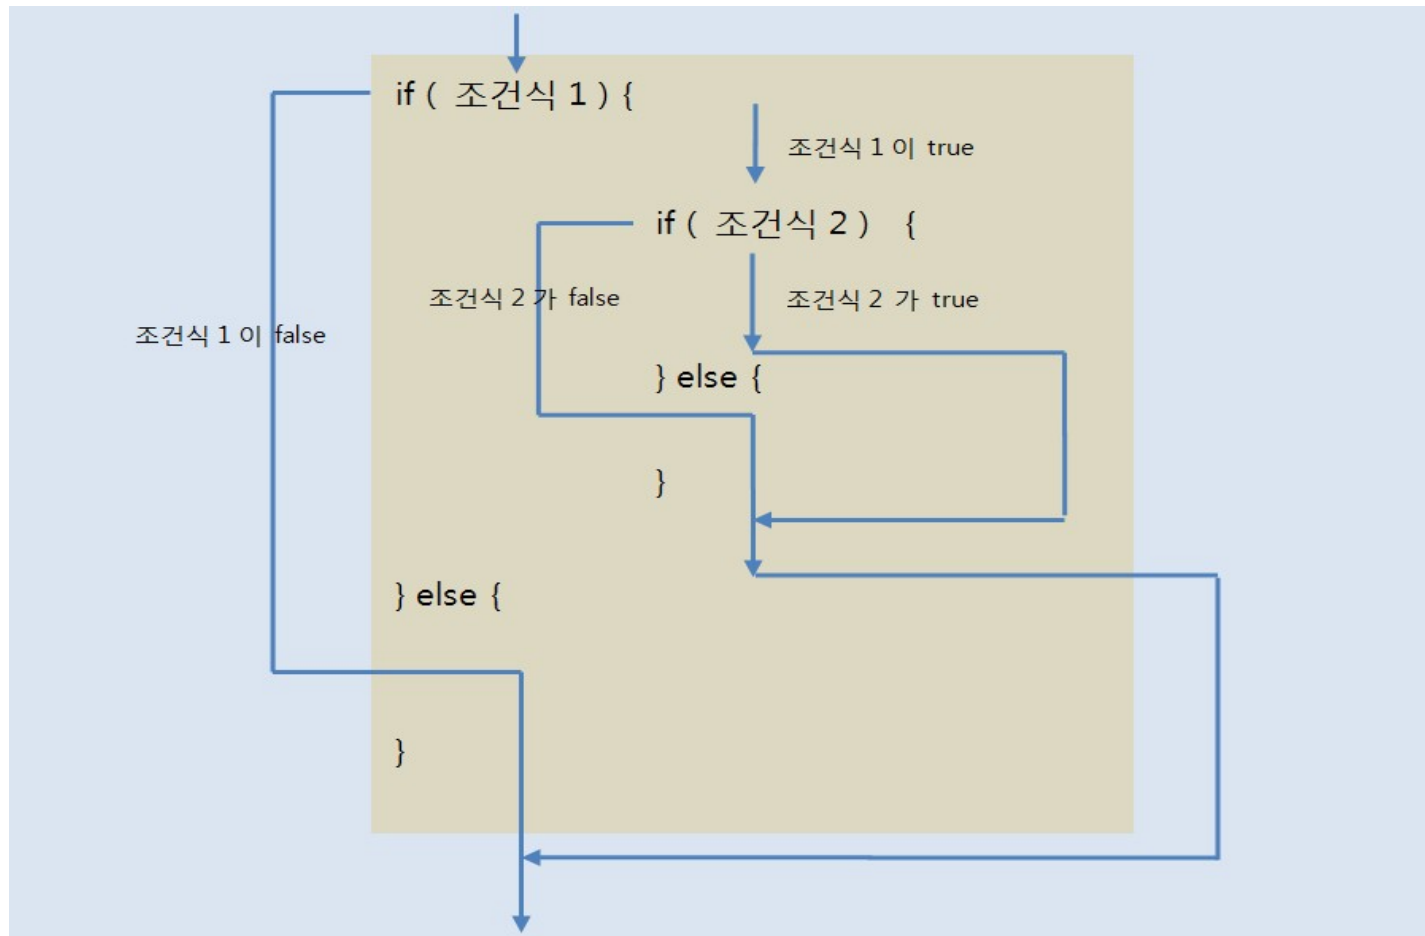 if ( 조건식 1 ) {
조건식 1 이 true
if ( 조건식 2 ) {
조건식 2 가 false
조건식 2 가 true
조건식 1 이 false
} else {
}
} else {
}